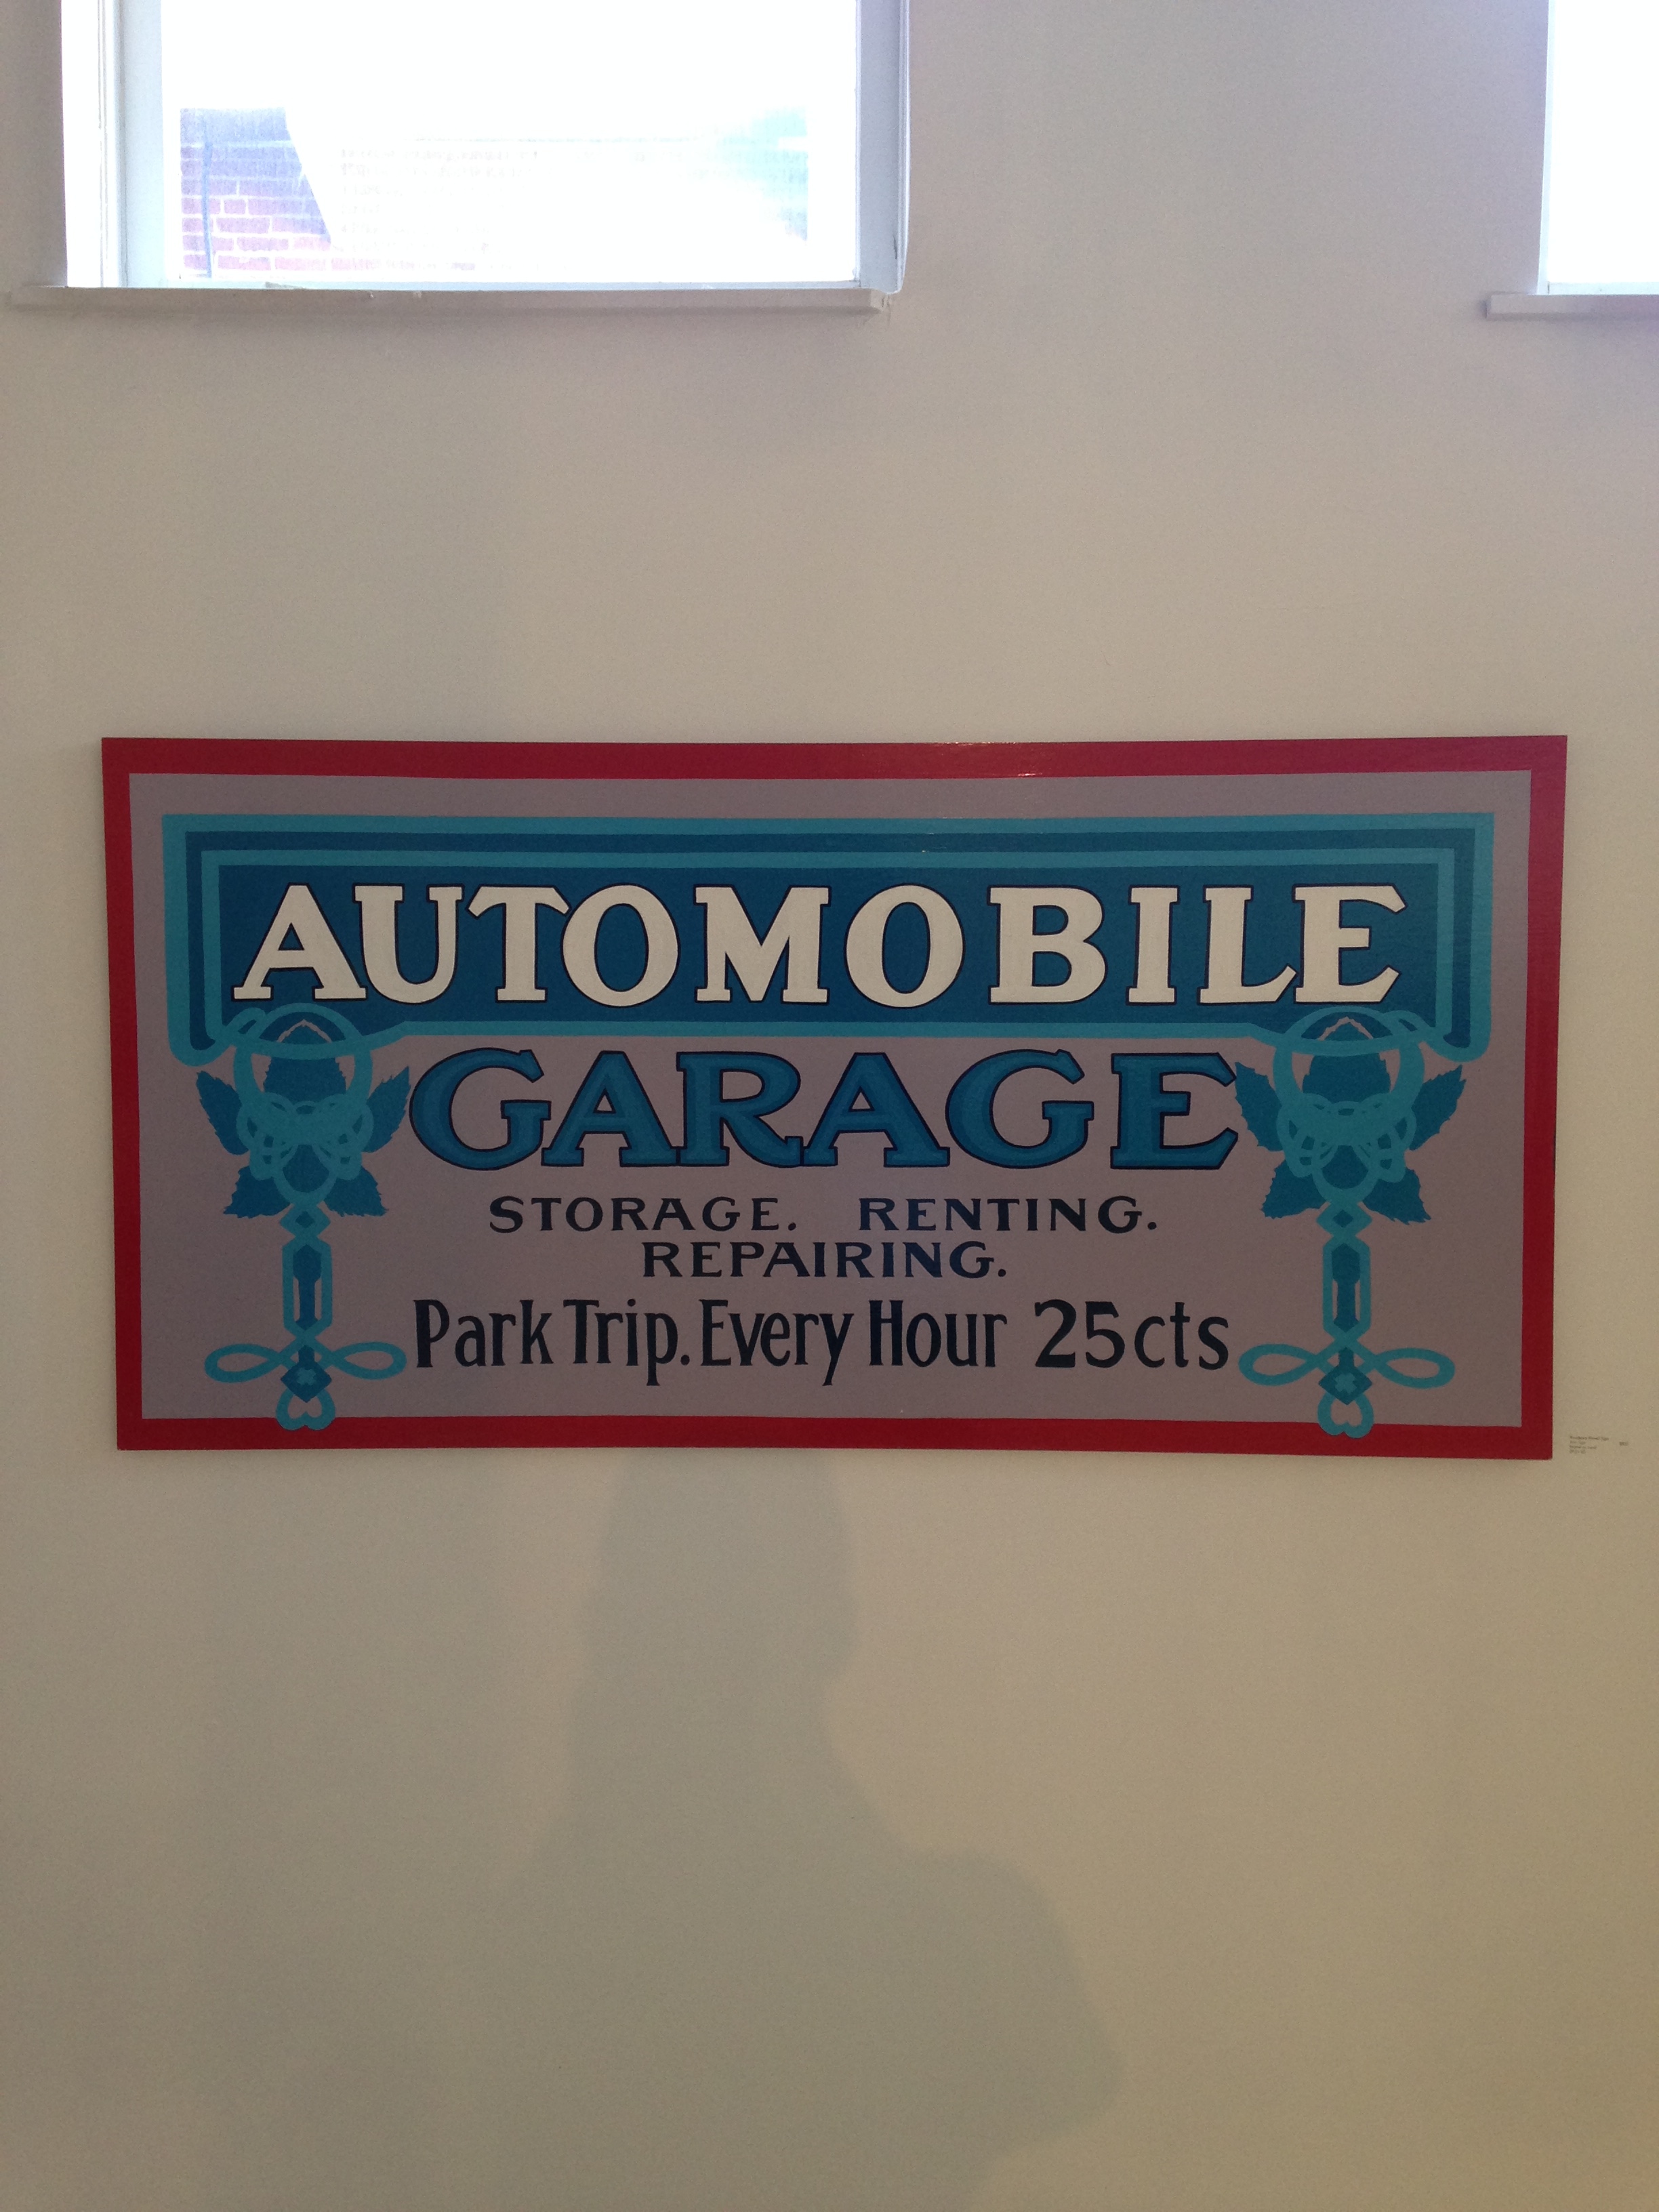 AUTOMOBILE
GARAGE
STORAGE. RENTING.
REPAIRING.
Park Trip. Every Hour 25cts